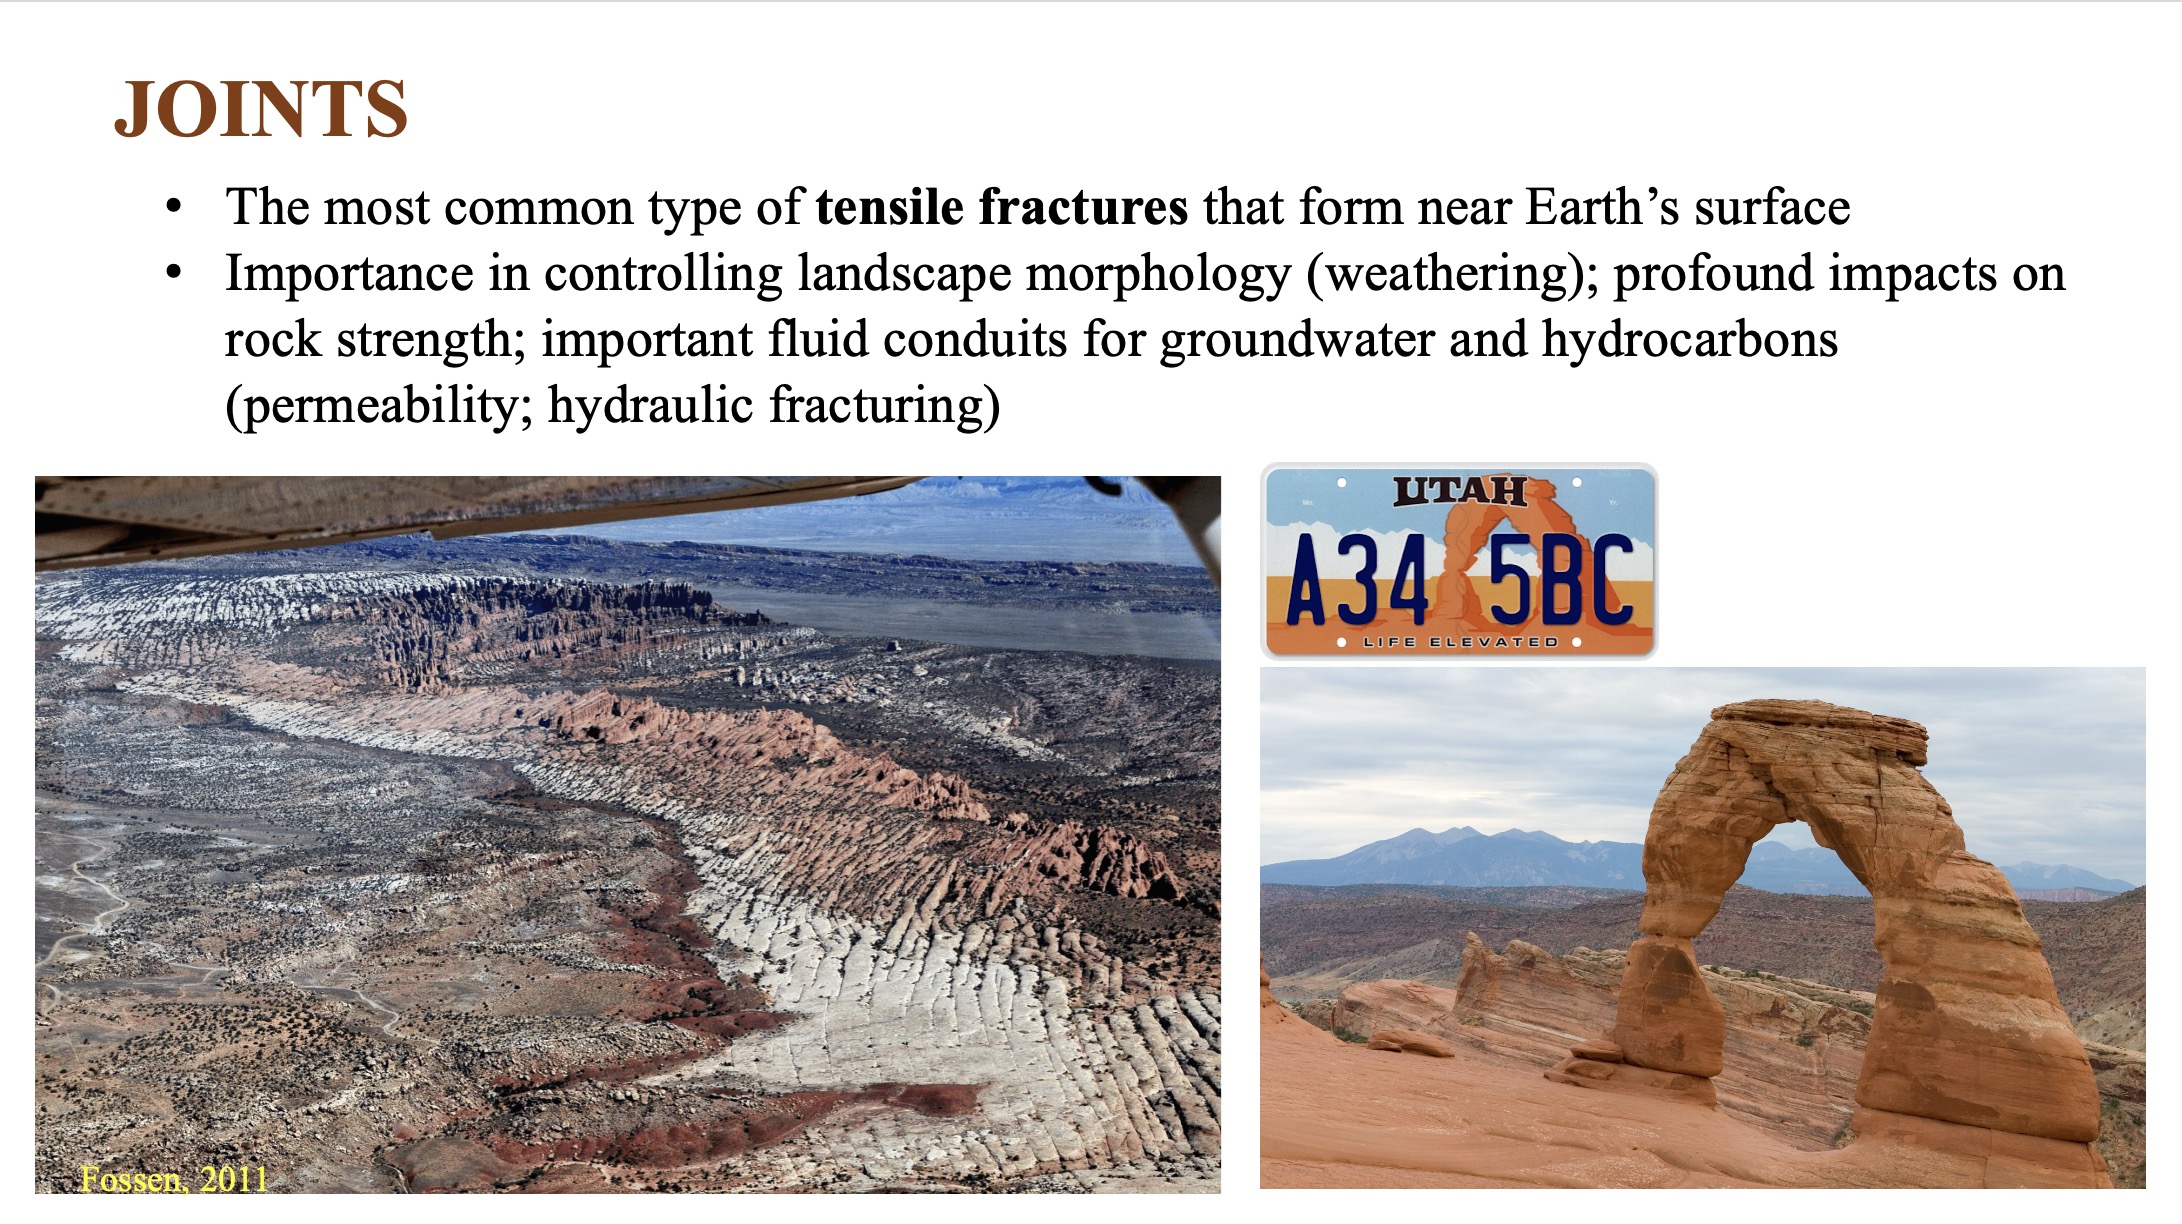 JOINTS
• The most common type of tensile fractures that form near Earth’s surface
• Importance in controlling landscape morphology (weathering); profound impacts on
rock strength; important fluid conduits for groundwater and hydrocarbons
(permeability; hydraulic fracturing)
UTAH
Mo.
Yr.
A34 5BC
LIFE ELEVATED
Fossen, 2011